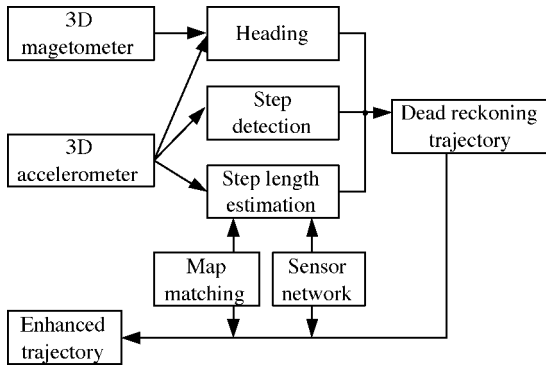 3D
magetometer
Heading
Step
detection
Dead reckoning
trajectory
3D
accelerometer
Step length
estimation
Map
matching
Sensor
network
Enhanced
trajectory